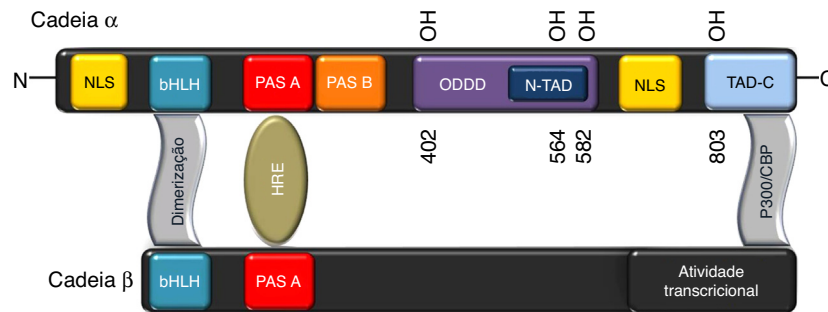 Cadeia α
OH OH OH OH
N NLS bHLH PAS A PAS B ODDD N-TAD NLS TAD-C C
402 564 582 803
Dimerização HRE P300/CBP
Cadeia β bHLH PAS A Atividade
transcricional